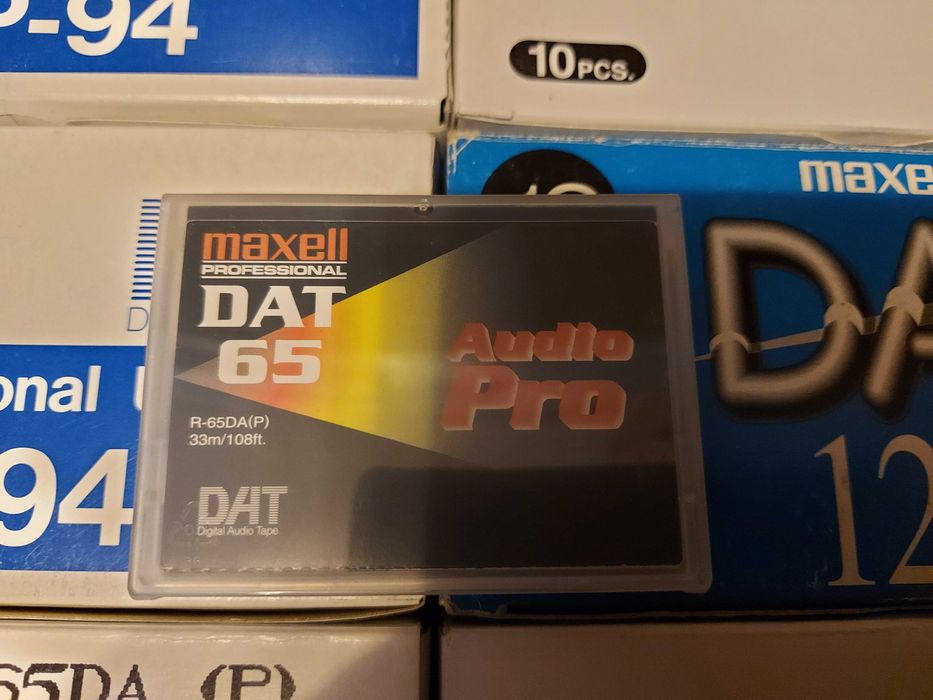 P-94
10PCS.
maxe
maxell
PROFESSIONAL
DAT
65
Audio
Pro
R-65DA(P)
33m/108ft.
DAT
Digital Audio Tape
D
onal
94
DA
12
65DA (P)